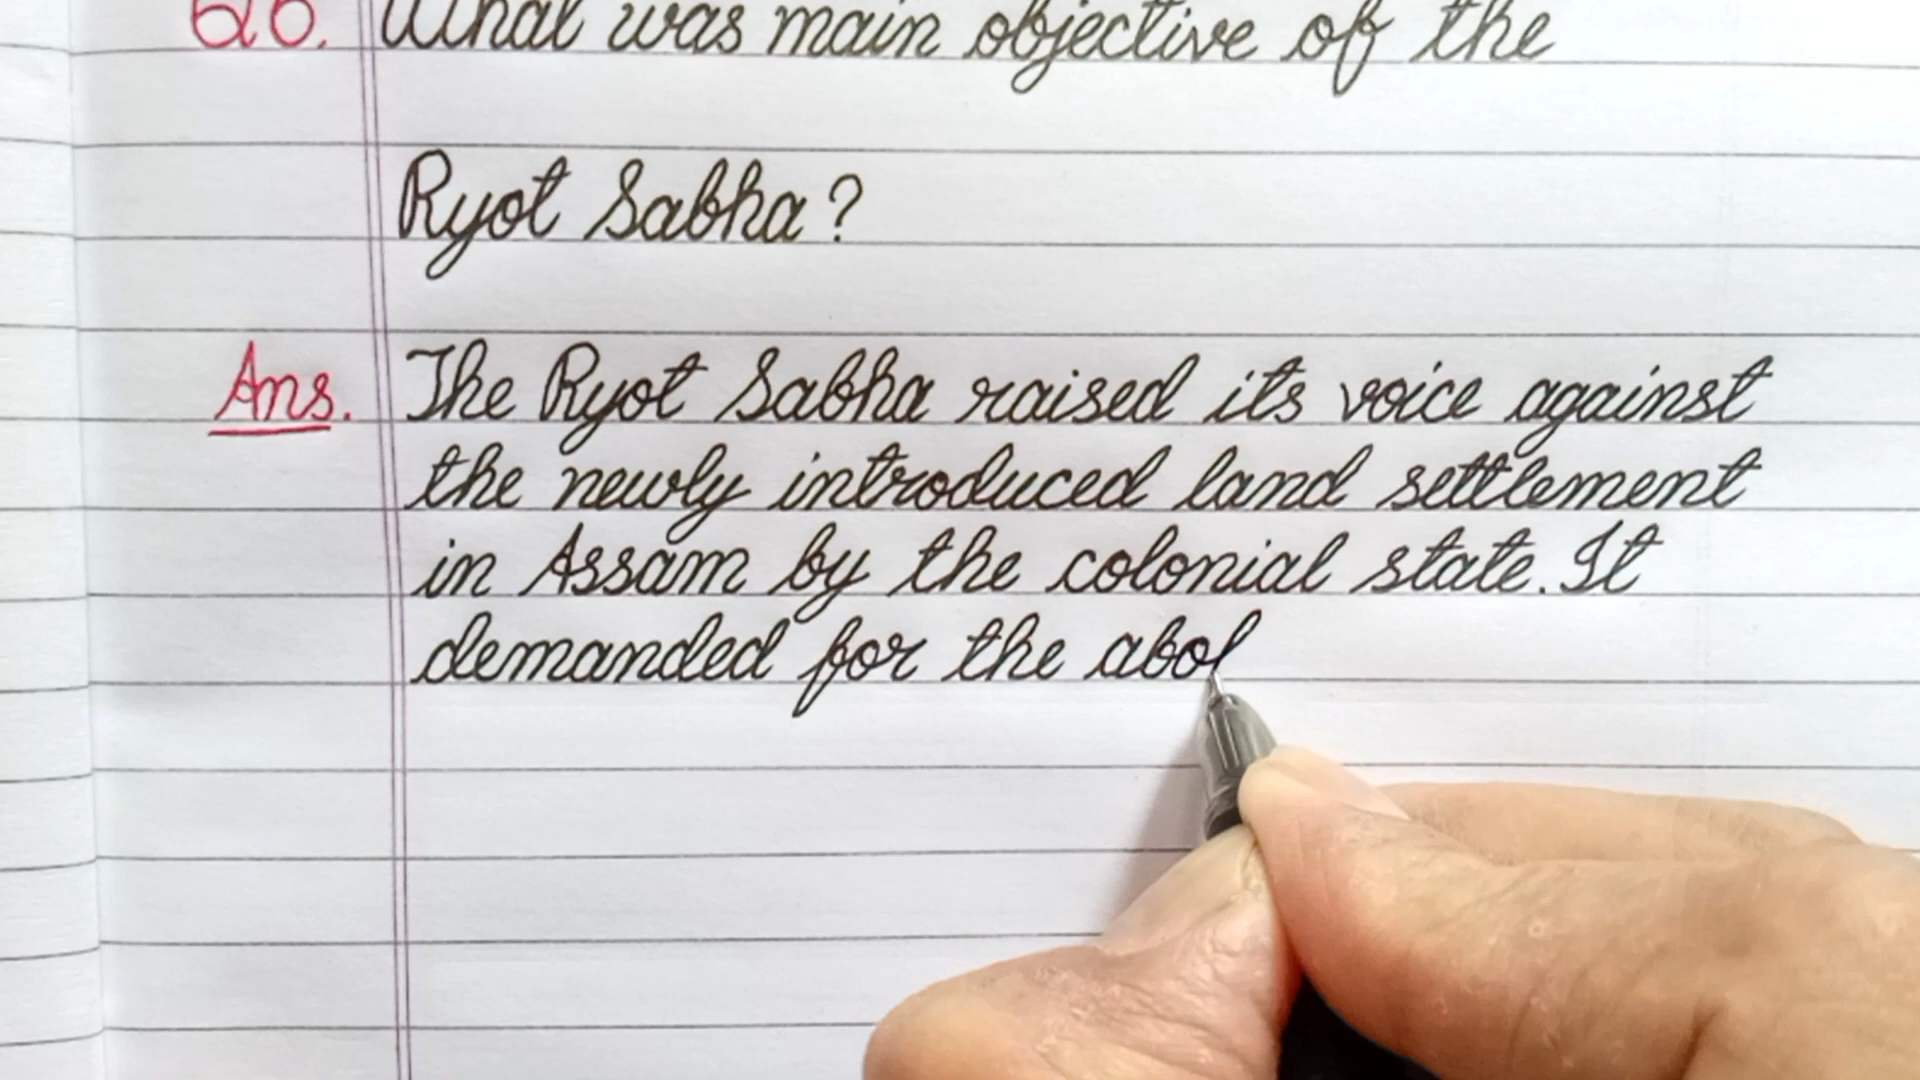 Q6. What was main objective of the
Ryot Sabha?
Ans. The Ryot Sabha raised its voice against
the newly introduced land settlement
in Assam by the colonial state. It
demanded for the abol